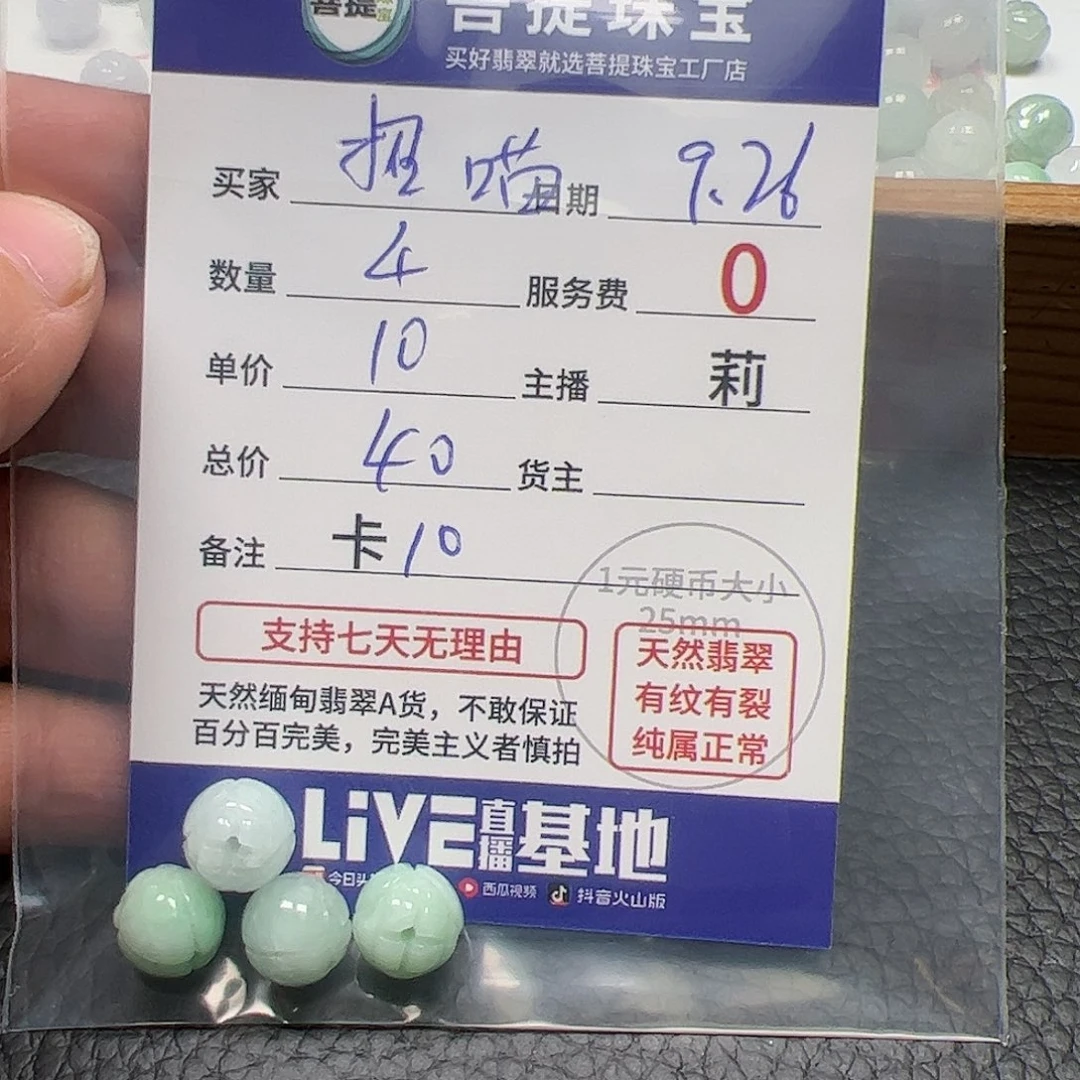 菩提
菩提珠宝
买好翡翠就选菩提珠宝工厂店
买家 扭喵 日期 9.26
数量 4 服务费 0
单价 10 主播 莉
总价 40 货主
备注 卡10
1元硬币大小
25mm
支持七天无理由
天然缅甸翡翠A货，不敢保证
百分百完美，完美主义者慎拍
天然翡翠
有纹有裂
纯属正常
LiVE直播基地
今日头 西瓜视频 抖音火山版